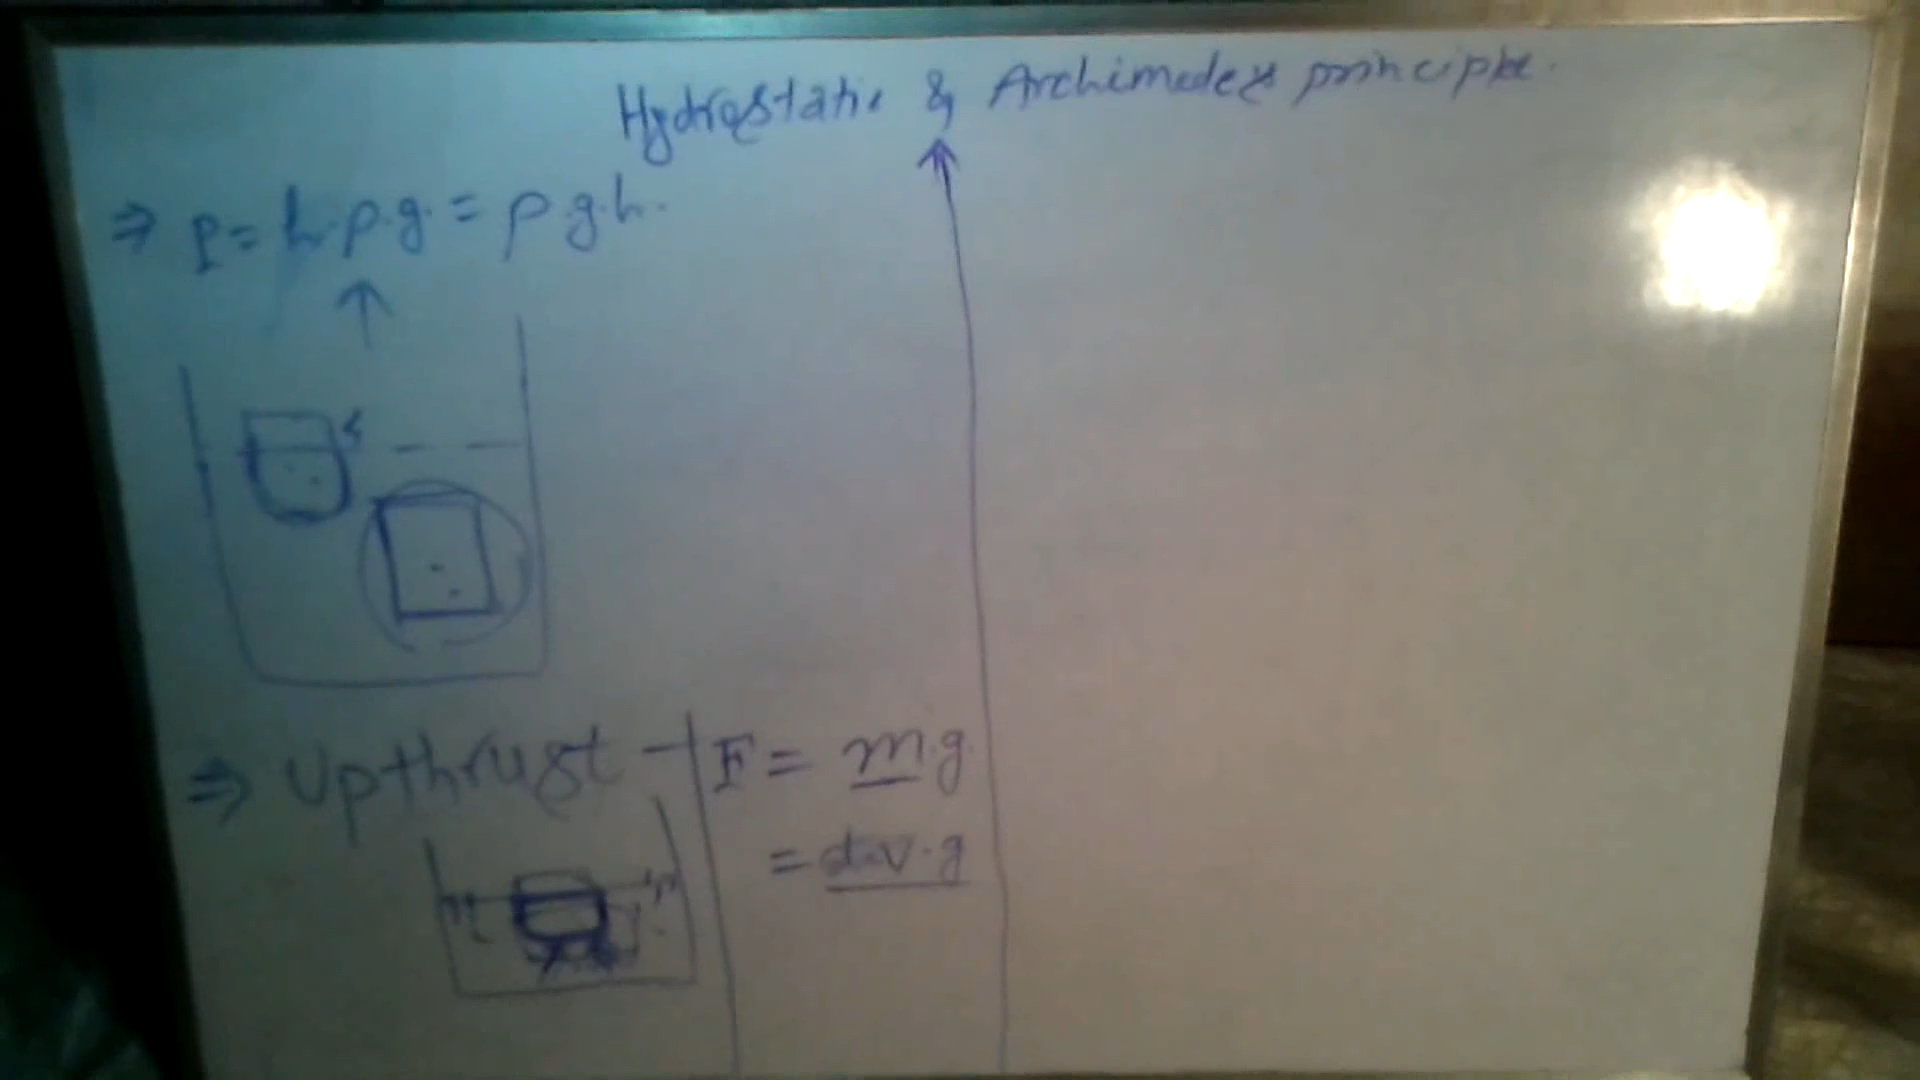 Hydrostatic & Archimedes principle.
⇒ P = h.ρ.g. = ρ.g.h.
⇒ Upthrust - F = m.g.
= d.v.g